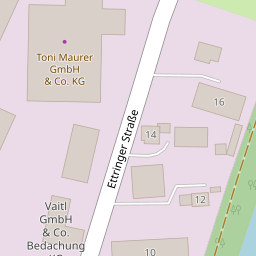 Toni Maurer
GmbH
& Co. KG
16
Ettringer Straße
14
Vaitl
GmbH
& Co.
Bedachung
12
10